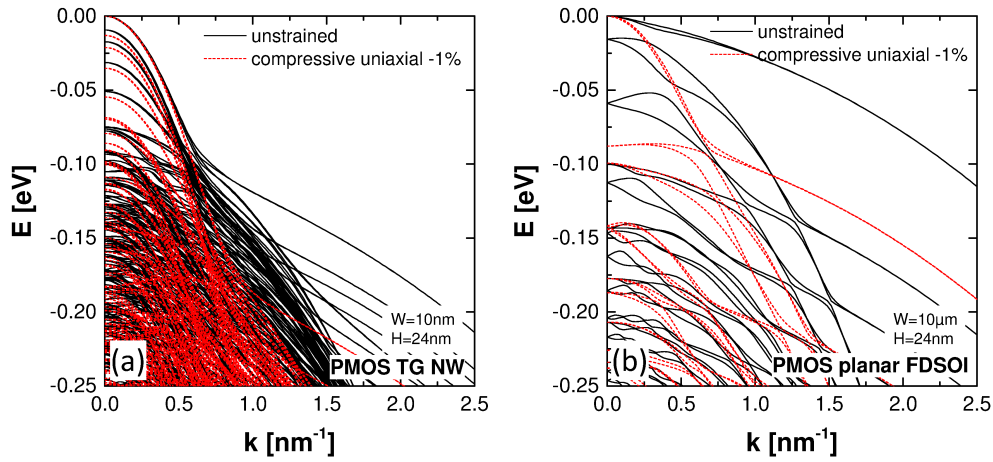 0.00
-0.05
-0.10
-0.15
-0.20
-0.25
E [eV]
unstrained
compressive uniaxial -1%
W=10nm
H=24nm
(a)
PMOS TG NW
0.0
0.5
1.0
1.5
2.0
2.5
k [nm⁻¹]
0.00
-0.05
-0.10
-0.15
-0.20
-0.25
E [eV]
unstrained
compressive uniaxial -1%
W=10µm
H=24nm
(b)
PMOS planar FDSOI
0.0
0.5
1.0
1.5
2.0
2.5
k [nm⁻¹]